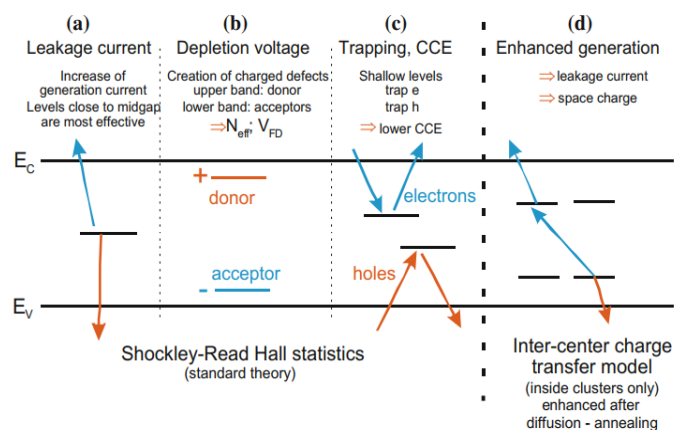 (a)
Leakage current
Increase of
generation current
Levels close to midgap
are most effective
(b)
Depletion voltage
Creation of charged defects
upper band: donor
lower band: acceptors
⇒Neff; VFD
(c)
Trapping, CCE
Shallow levels
trap e
trap h
⇒ lower CCE
(d)
Enhanced generation
⇒ leakage current
⇒ space charge
EC
+
donor
electrons
- acceptor
holes
EV
Shockley-Read Hall statistics
(standard theory)
Inter-center charge
transfer model
(inside clusters only)
enhanced after
diffusion - annealing